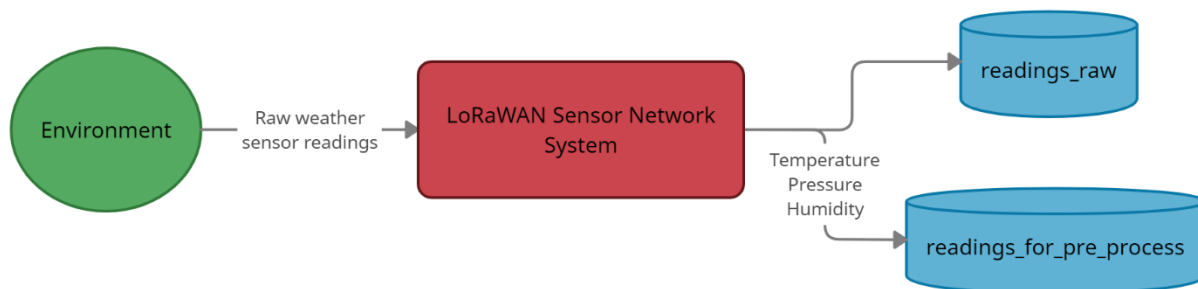 Environment
Raw weather
sensor readings
LoRaWAN Sensor Network
System
readings_raw
Temperature
Pressure
Humidity
readings_for_pre_process